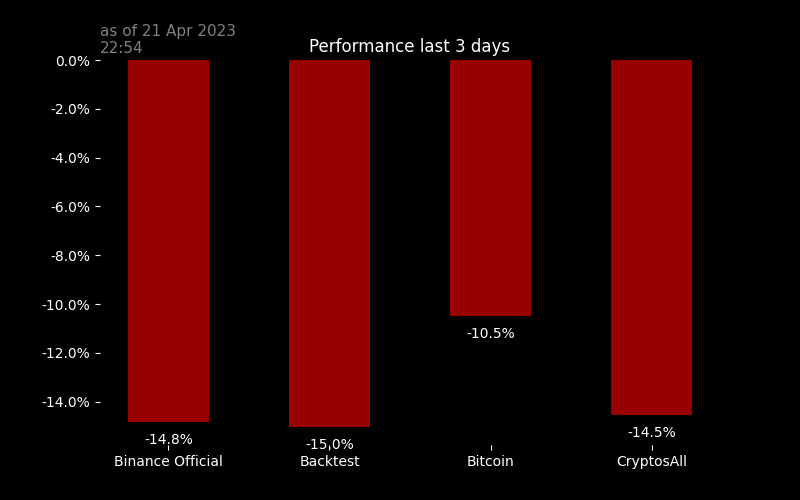 as of 21 Apr 2023
22:54
Performance last 3 days
0.0%
-2.0%
-4.0%
-6.0%
-8.0%
-10.0%
-12.0%
-14.0%
-14.8%
-15.0%
-10.5%
-14.5%
Binance Official
Backtest
Bitcoin
CryptosAll